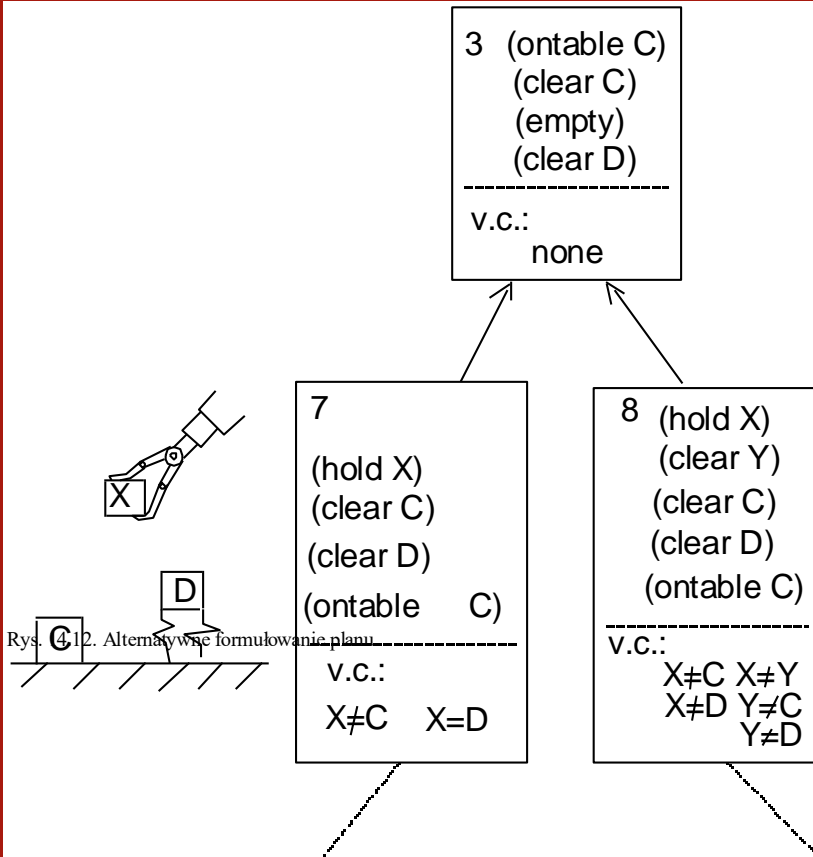 3 (ontable C)
(clear C)
(empty)
(clear D)
v.c.:
none
7
(hold X)
(clear C)
(clear D)
(ontable C)
v.c.:
X≠C X=D
8 (hold X)
(clear Y)
(clear C)
(clear D)
(ontable C)
v.c.:
X≠C X≠Y
X≠D Y≠C
Y≠D
X
D
C
Rys. 14.12. Alternatywne formułowanie planu